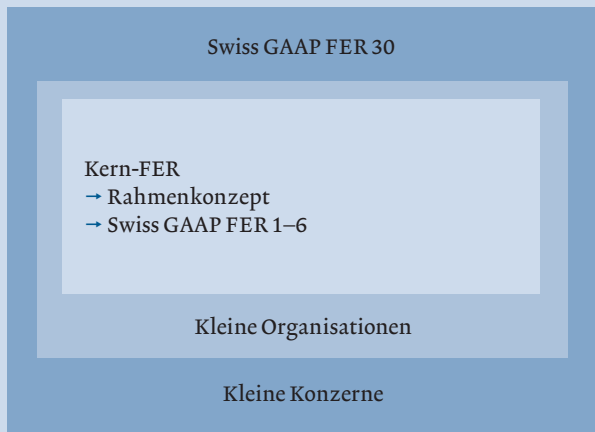 Swiss GAAP FER 30
Kern-FER
→ Rahmenkonzept
→ Swiss GAAP FER 1–6
Kleine Organisationen
Kleine Konzerne